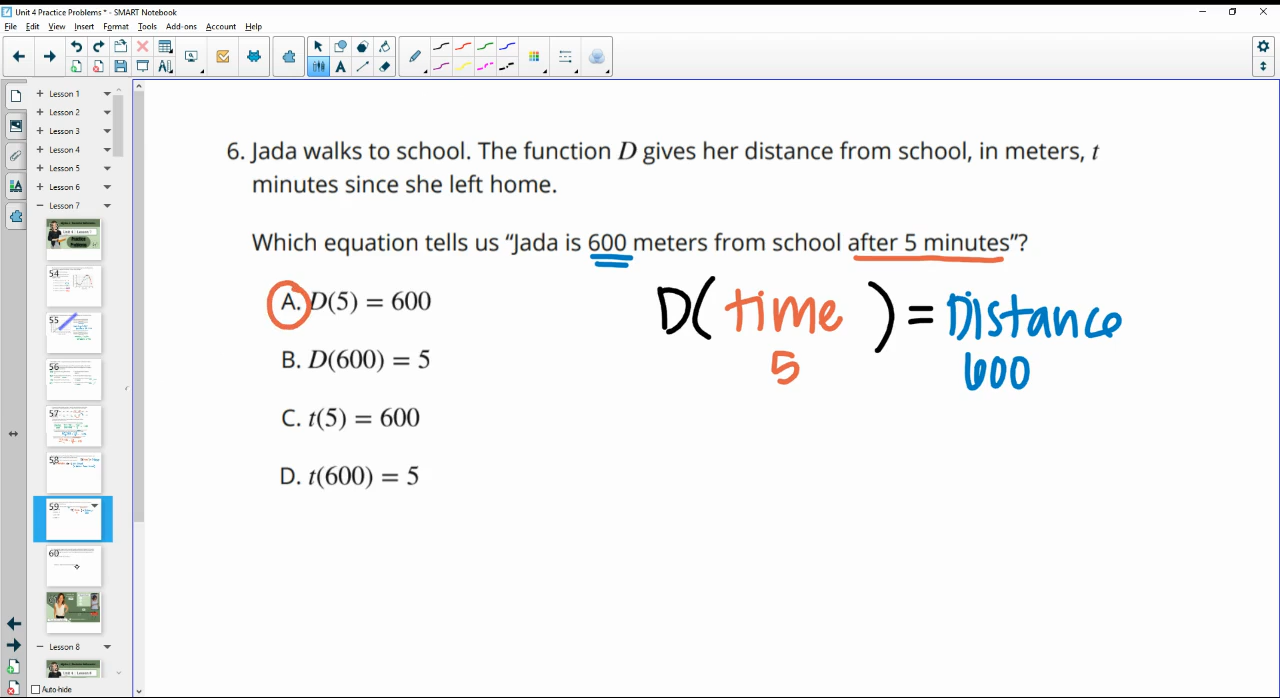 Unit 4 Practice Problems * - SMART Notebook
File Edit View Insert Format Tools Add-ons Account Help
Lesson 1
Lesson 2
Lesson 3
Lesson 4
Lesson 5
Lesson 6
Lesson 7
54
55
56
57
58
59
60
Lesson 8
Auto-hide
6. Jada walks to school. The function D gives her distance from school, in meters, t
minutes since she left home.
Which equation tells us “Jada is 600 meters from school after 5 minutes”?
A. D(5) = 600
B. D(600) = 5
C. t(5) = 600
D. t(600) = 5
D( time ) = Distance
5 600